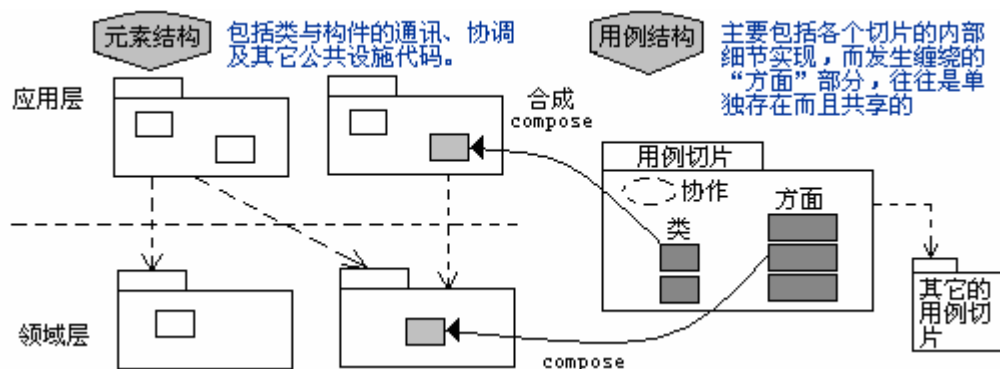 元素结构
包括类与构件的通讯、协调
及其它公共设施代码。
用例结构
主要包括各个切片的内部
细节实现，而发生缠绕的
“方面”部分，往往是单
独存在而且共享的
应用层
合成
compose
用例切片
协作
方面
类
其它的
用例切
片
领域层
compose